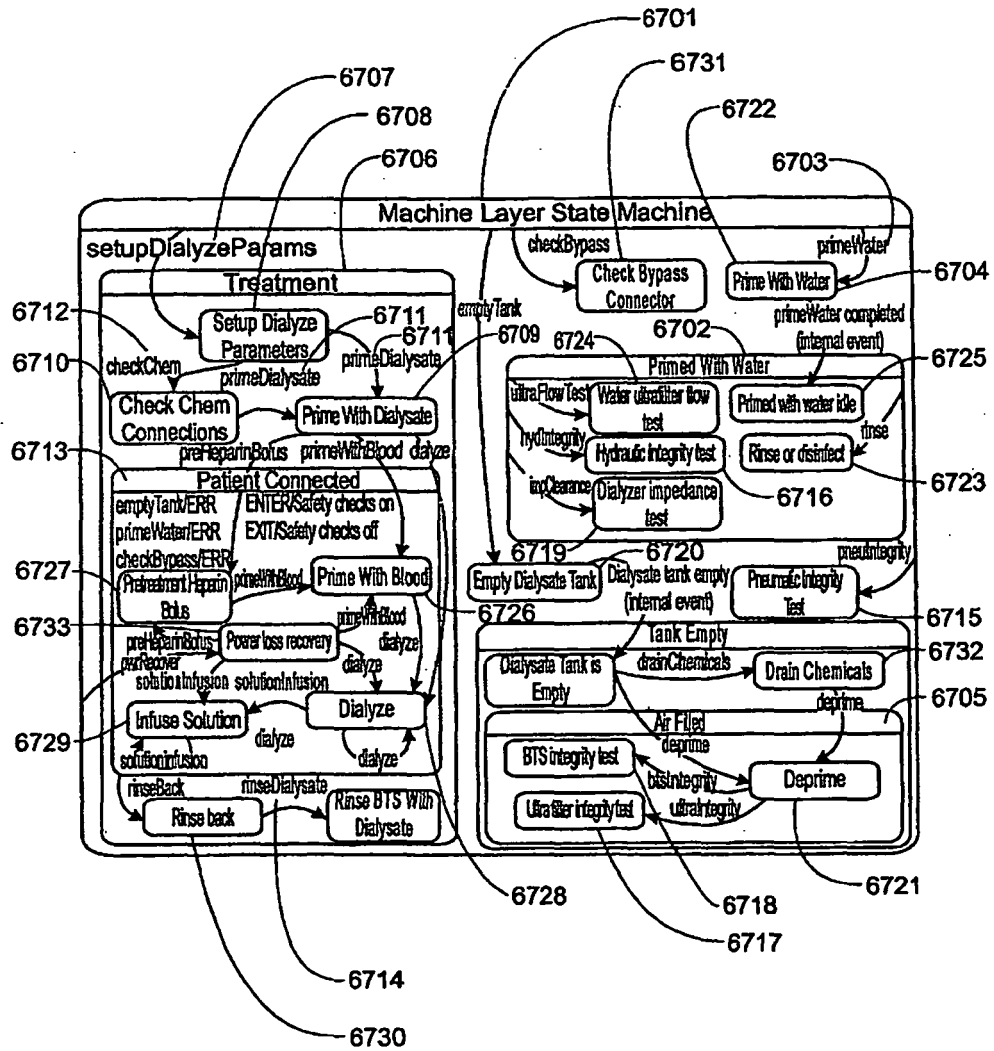 6701
6731
6707
6722
6708
6703
6706
Machine Layer State Machine
setupDialyzeParams
checkBypass
primeWater
Treatment
Check Bypass
Connector
Prime With Water
6704
emptyTank
6712
Setup Dialyze
Parameters
6711
6711
6709
6702
6724
primeWater completed
(internal event)
checkChem
primeDialysate
primeDialysate
Primed With Water
6725
6710
Check Chem
Connections
Prime With Dialysate
ultraFlowTest
Water ultrafilter flow
test
Primed with water idle
rinse
preHeparinBolus
primeWithBlood
dialyze
hydIntegrity
Hydraulic Integrity test
Rinse or disinfect
6713
Patient Connected
6716
6723
emptyTank/ERR
ENTER/Safety checks on
impClearance
Dialyzer impedance
test
primeWater/ERR
EXIT/Safety checks off
checkBypass/ERR
6719
6720
pneuIntegrity
6727
Pretreatment Heparin
Bolus
primeWithBlood
Prime With Blood
Empty Dialysate Tank
Dialysate tank empty
(internal event)
Pneumatic Integrity
Test
6726
6715
6733
Power loss recovery
primeWithBlood
preHeparinBolus
dialyze
Tank Empty
pwrRecover
dialyze
drainChemicals
6732
solutionInfusion
solutionInfusion
Dialysate Tank is
Empty
Drain Chemicals
Infuse Solution
Dialyze
deprime
6705
6729
dialyze
Air Filled
deprime
solutionInfusion
dialyze
BTS integrity test
btsIntegrity
Deprime
rinseBack
rinseDialysate
ultraIntegrity
Rinse back
Rinse BTS With
Dialysate
Ultrafilter integrity test
6728
6718
6721
6717
6714
6730